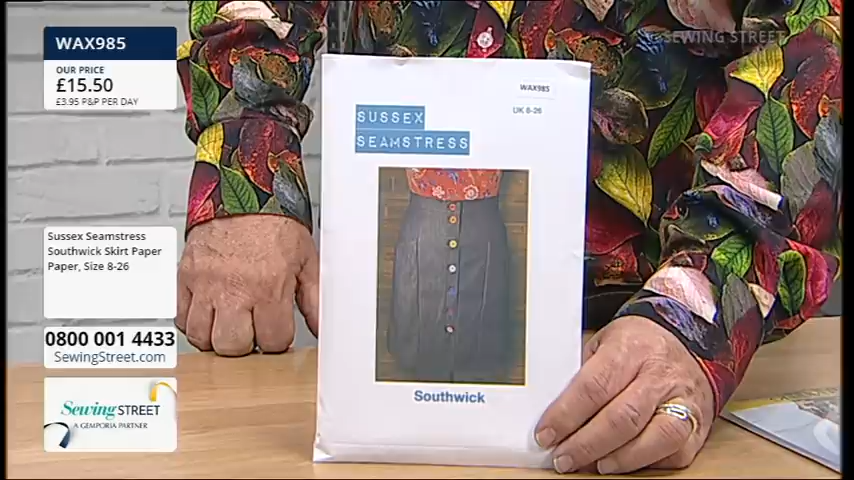 WAX985
OUR PRICE
£15.50
£3.95 P&P PER DAY
Sussex Seamstress
Southwick Skirt Paper
Paper, Size 8-26
0800 001 4433
SewingStreet.com
Sewing STREET
A GEMPORIA PARTNER
SEWING STREET
WAX985
UK 8-26
SUSSEX
SEAMSTRESS
Southwick